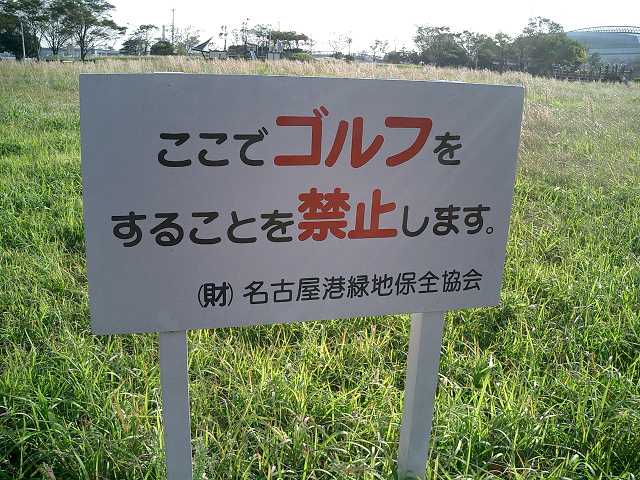 ここでゴルフを
することを禁止します。
(財)名古屋港緑地保全協会